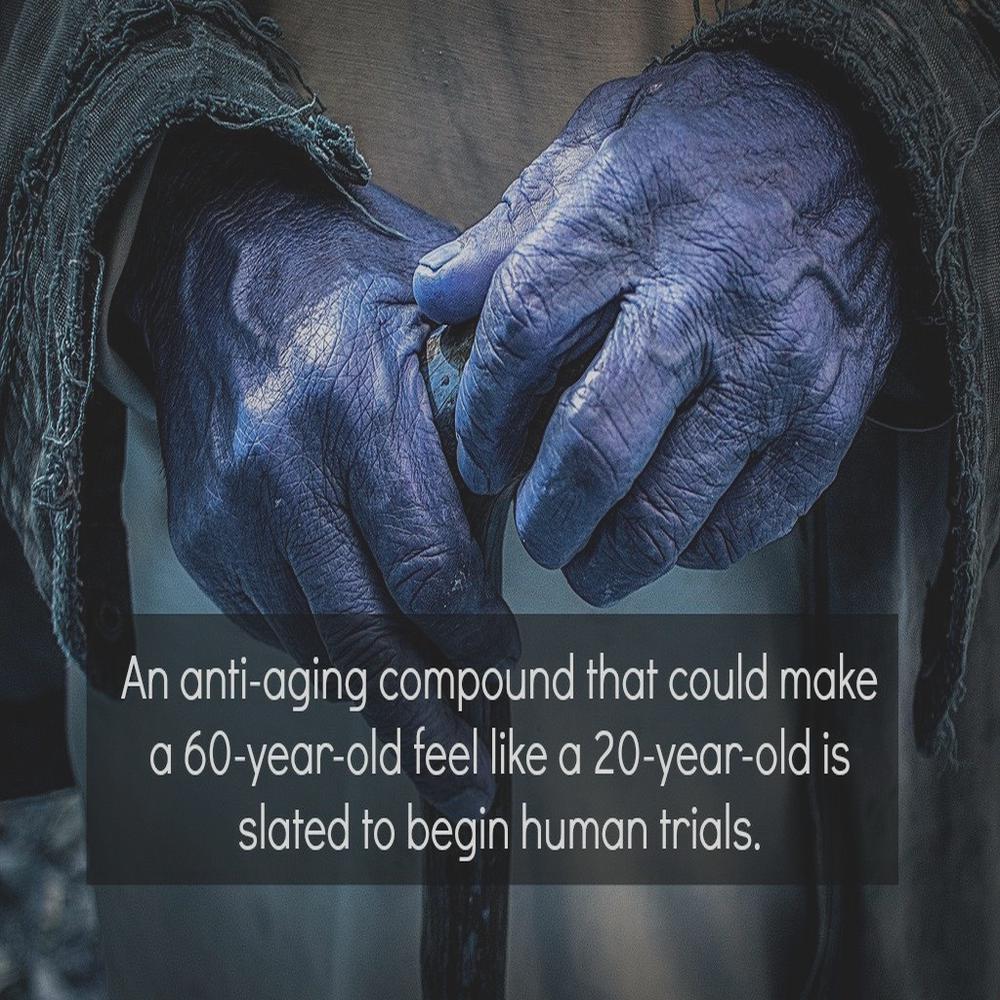 An anti-aging compound that could make
a 60-year-old feel like a 20-year-old is
slated to begin human trials.